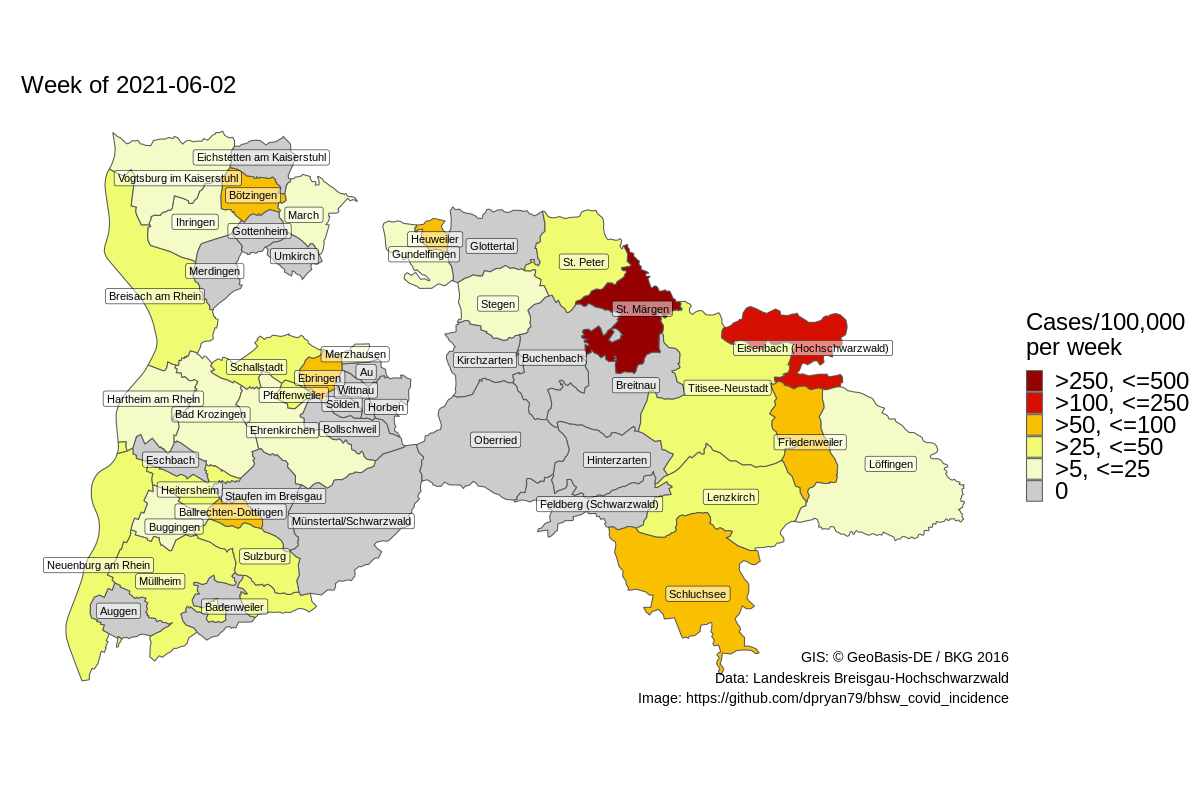 Week of 2021-06-02
Eichstetten am Kaiserstuhl
Vogtsburg im Kaiserstuhl
Bötzingen
March
Ihringen
Gottenheim
Umkirch
Merdingen
Breisach am Rhein
Heuweiler
Glottertal
Gundelfingen
St. Peter
Stegen
St. Märgen
Eisenbach (Hochschwarzwald)
Merzhausen
Buchenbach
Kirchzarten
Schallstadt
Au
Ebringen
Breitnau
Titisee-Neustadt
Wittnau
Pfaffenweiler
Hartheim am Rhein
Sölden
Horben
Bad Krozingen
Ehrenkirchen
Bollschweil
Oberried
Friedenweiler
Eschbach
Hinterzarten
Löffingen
Heitersheim
Staufen im Breisgau
Lenzkirch
Feldberg (Schwarzwald)
Ballrechten-Dottingen
Münstertal/Schwarzwald
Buggingen
Sulzburg
Neuenburg am Rhein
Müllheim
Schluchsee
Badenweiler
Auggen
Cases/100,000
per week
>250, <=500
>100, <=250
>50, <=100
>25, <=50
>5, <=25
0
GIS: © GeoBasis-DE / BKG 2016
Data: Landeskreis Breisgau-Hochschwarzwald
Image: https://github.com/dpryan79/bhsw_covid_incidence